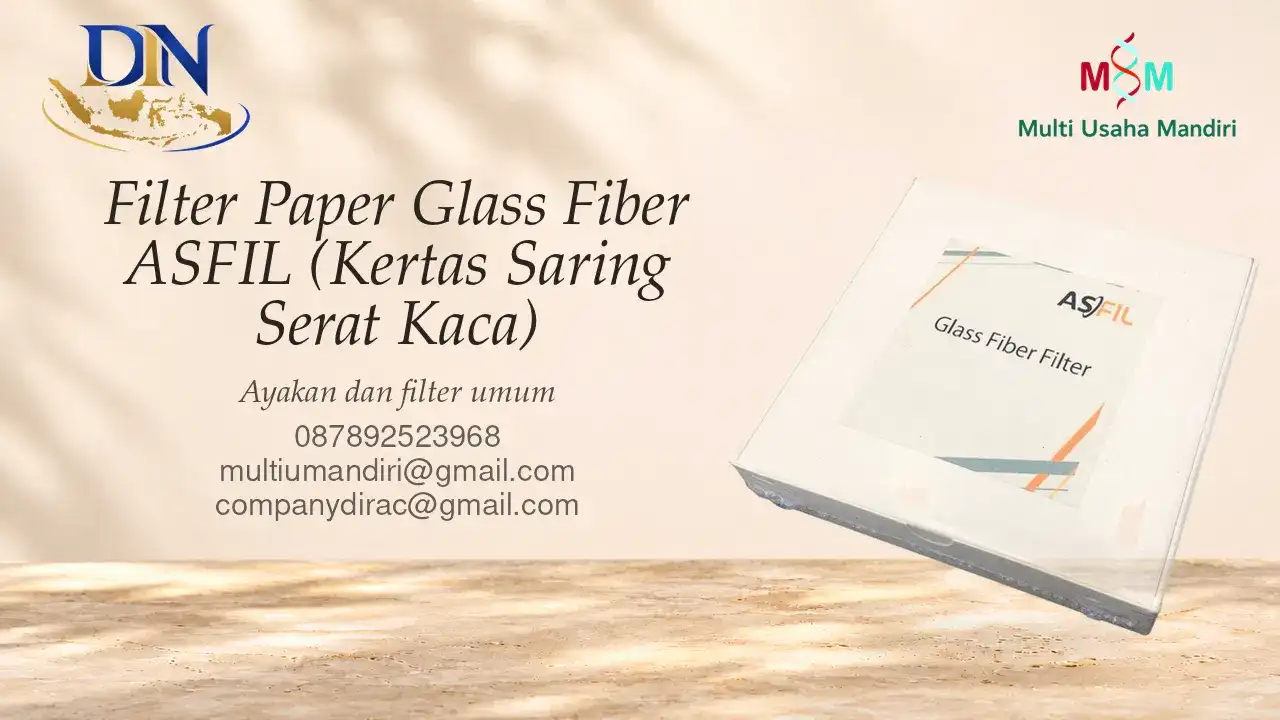 DIN
M M
Multi Usaha Mandiri
Filter Paper Glass Fiber
ASFIL (Kertas Saring
Serat Kaca)
Ayakan dan filter umum
087892523968
multiumandiri@gmail.com
companydirac@gmail.com
ASFIL
Glass Fiber Filter